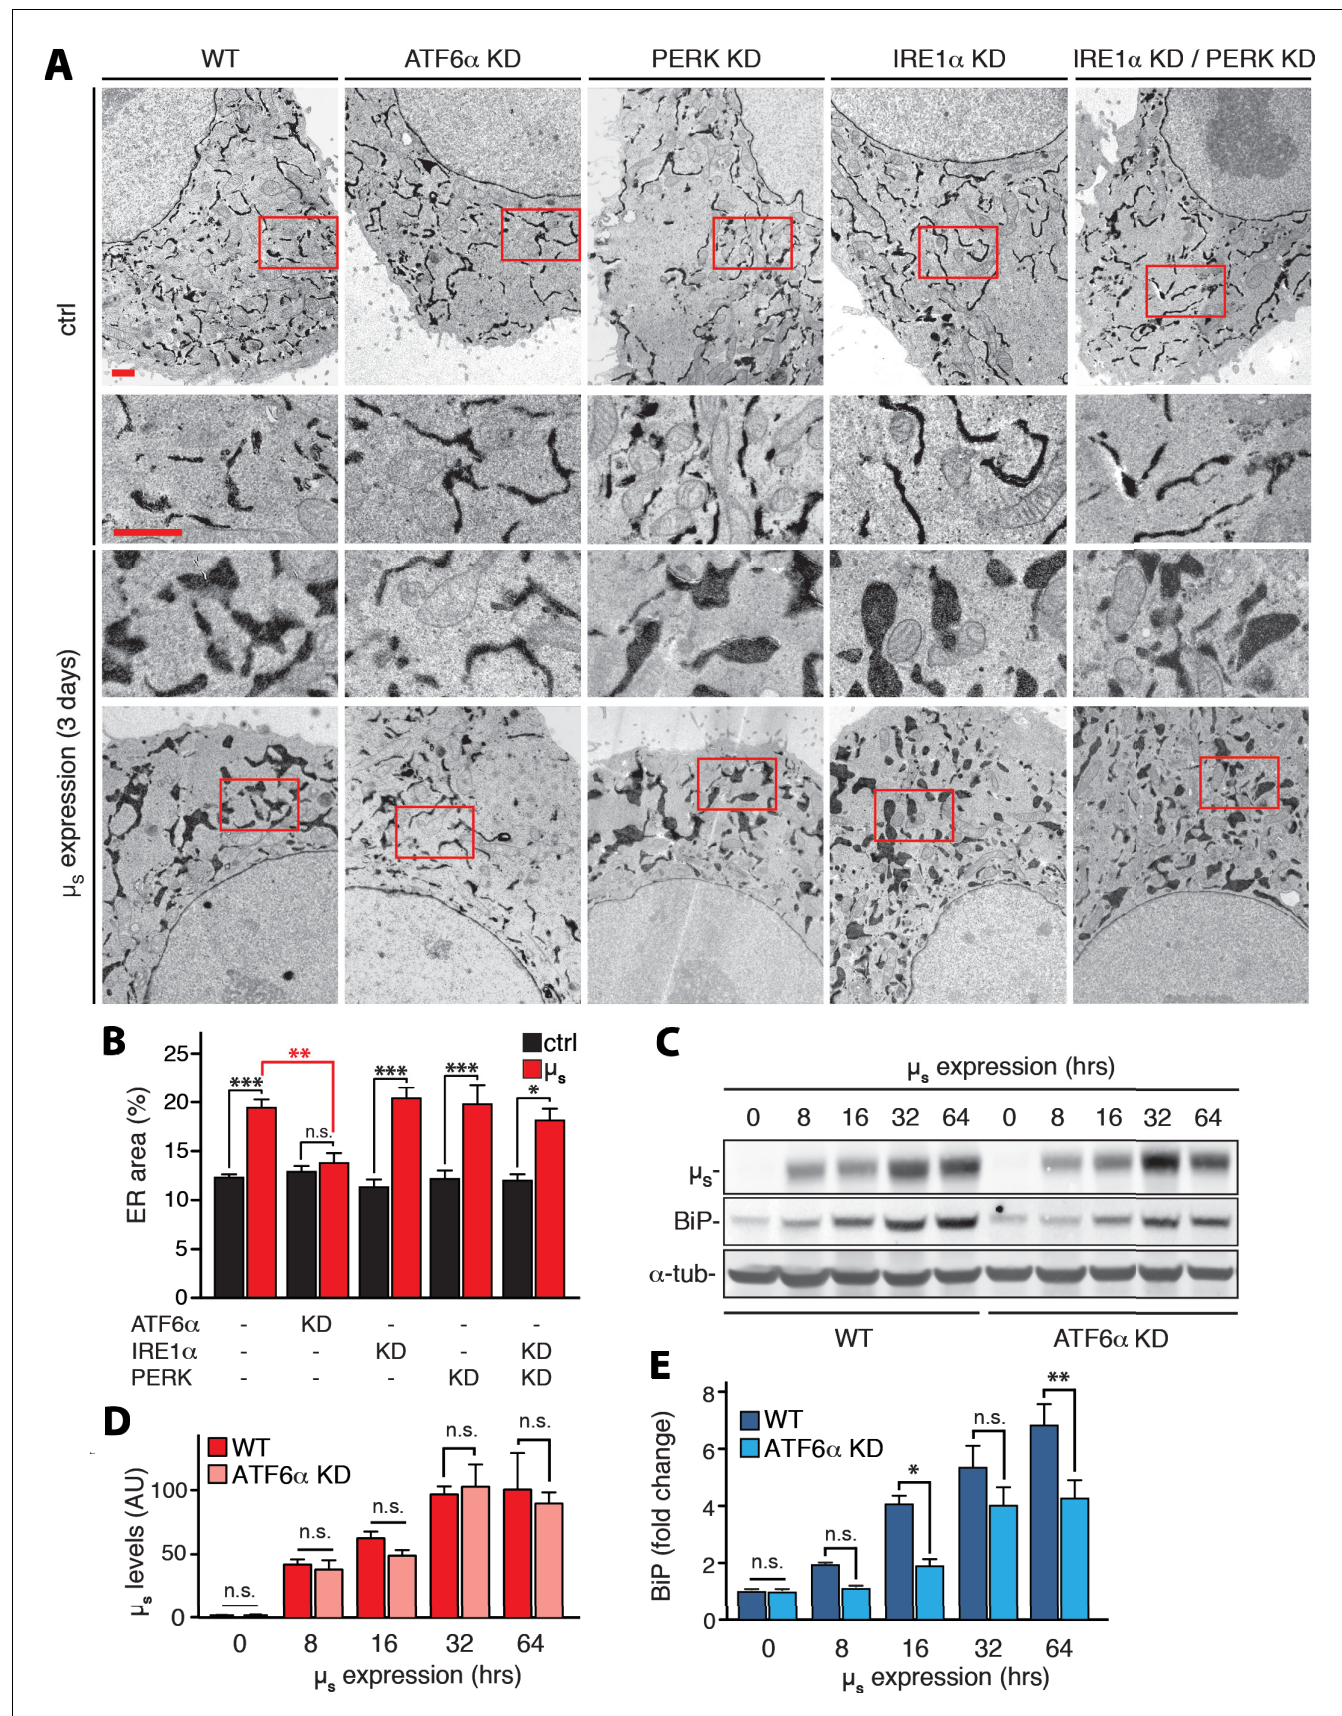 A
WT ATF6α KD PERK KD IRE1α KD IRE1α KD / PERK KD
ctrl
μs expression (3 days)
B
ER area (%)
25
20
15
10
5
0
ctrl
μs
*** ** n.s. *** *** *
ATF6α - KD - - -
IRE1α - - KD - KD
PERK - - - KD KD
C
μs expression (hrs)
0 8 16 32 64 0 8 16 32 64
μs-
BiP-
α-tub-
WT ATF6α KD
D
μs levels (AU)
100
50
0
WT
ATF6α KD
n.s. n.s. n.s. n.s. n.s.
0 8 16 32 64
μs expression (hrs)
E
BiP (fold change)
8
6
4
2
0
WT
ATF6α KD
n.s. n.s. * n.s. **
0 8 16 32 64
μs expression (hrs)